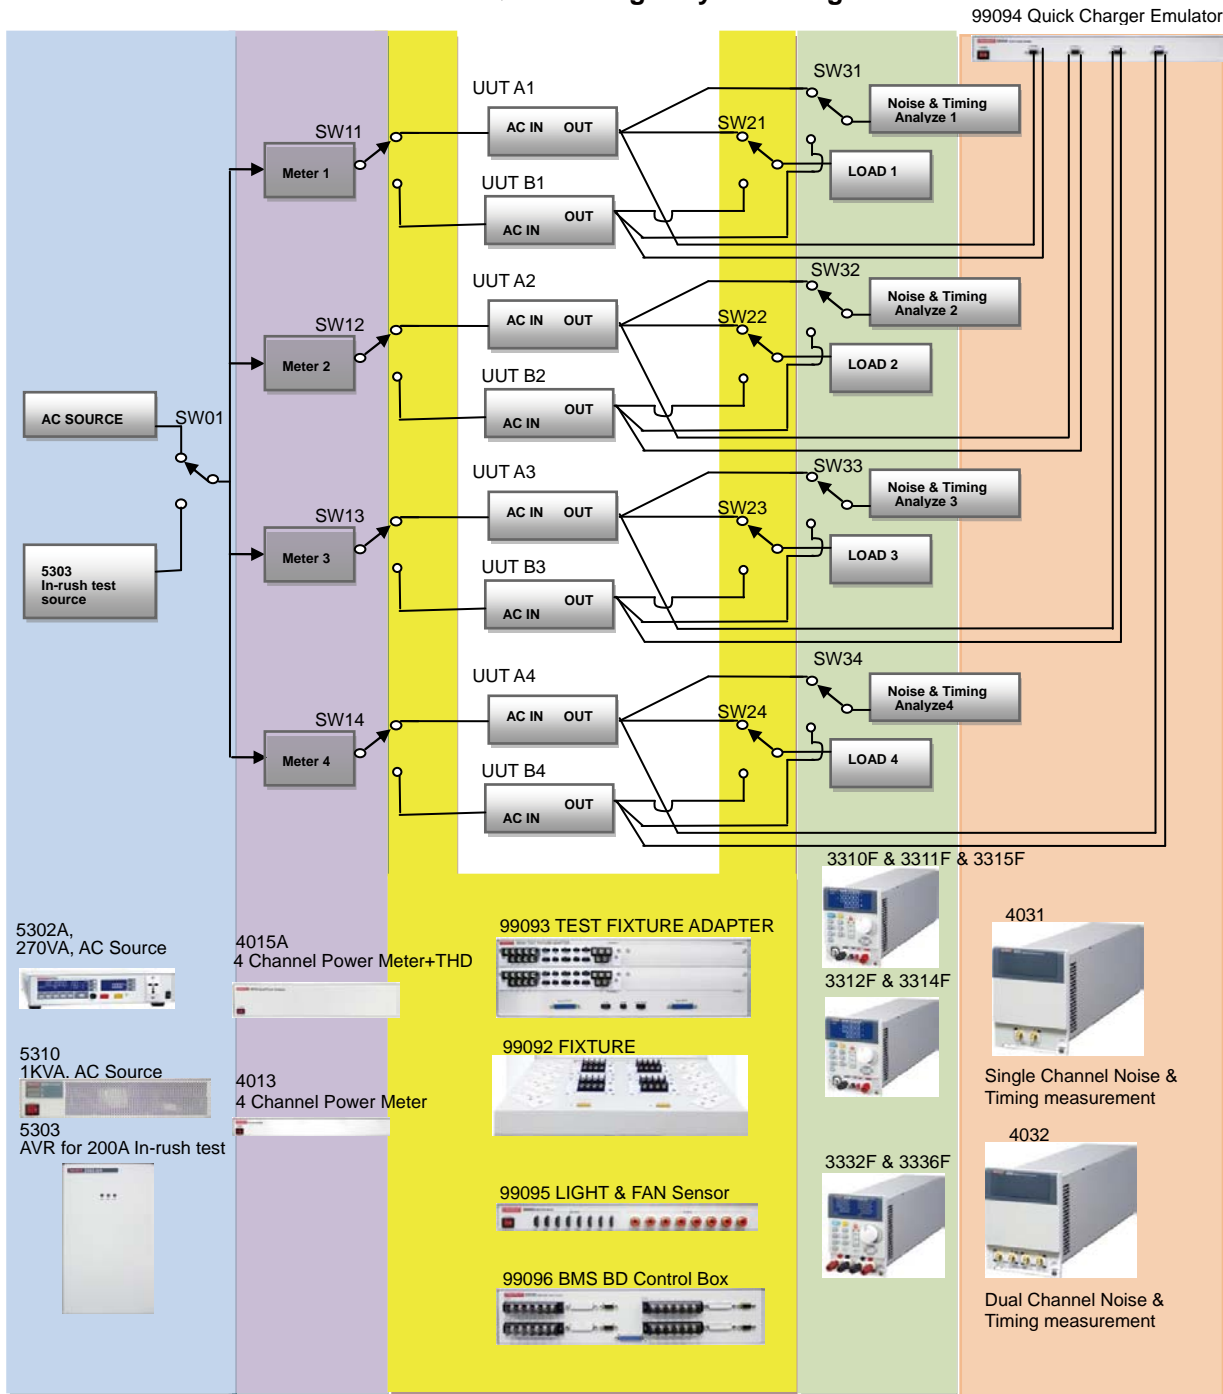 99094 Quick Charger Emulator
SW31
UUT A1
Noise & Timing
Analyze 1
SW11
AC IN OUT
SW21
Meter 1
LOAD 1
UUT B1
OUT
AC IN
SW32
UUT A2
Noise & Timing
Analyze 2
SW12
AC IN OUT
SW22
Meter 2
LOAD 2
UUT B2
OUT
AC IN
AC SOURCE
SW01
SW33
UUT A3
Noise & Timing
Analyze 3
SW13
AC IN OUT
SW23
Meter 3
LOAD 3
UUT B3
OUT
AC IN
5303
In-rush test
source
SW34
UUT A4
Noise & Timing
Analyze4
SW14
AC IN OUT
SW24
Meter 4
LOAD 4
UUT B4
OUT
AC IN
3310F & 3311F & 3315F
5302A,
270VA, AC Source
4015A
4 Channel Power Meter+THD
99093 TEST FIXTURE ADAPTER
4031
3312F & 3314F
5310
1KVA. AC Source
4013
4 Channel Power Meter
99092 FIXTURE
Single Channel Noise &
Timing measurement
5303
AVR for 200A In-rush test
4032
3332F & 3336F
99095 LIGHT & FAN Sensor
99096 BMS BD Control Box
Dual Channel Noise &
Timing measurement